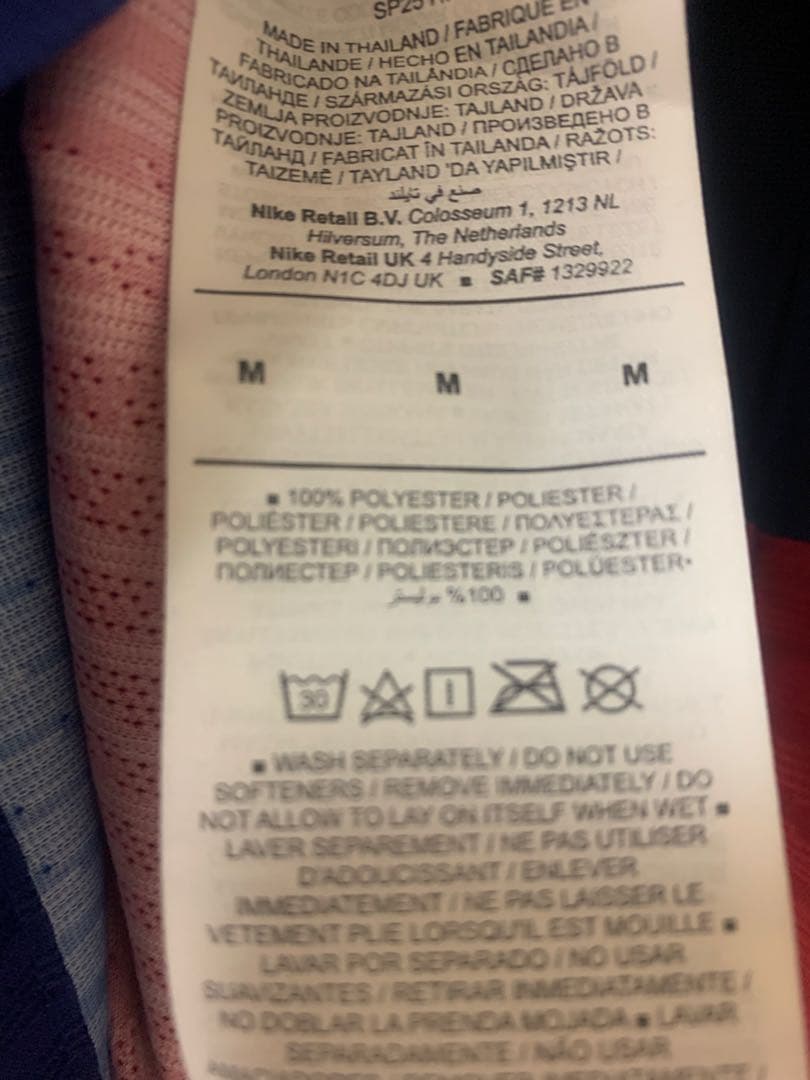 SP25
MADE IN THAILAND / FABRIQUÉ EN
THAILANDE / HECHO EN TAILANDIA /
FABRICADO NA TAILÂNDIA / СДЕЛАНО В
ТАИЛАНДЕ / SZÁRMAZÁSI ORSZÁG: TÁJFÖLD /
ZEMLJA PROIZVODNJE: TAJLAND / DRŽAVA
PROIZVODNJE: TAJLAND / ПРОИЗВЕДЕНО В
ТАЙЛАНД / FABRICAT ÎN TAILANDA / RAŽOTS:
TAIZEMĒ / TAYLAND 'DA YAPILMIŞTIR /
صنع في تايلند
Nike Retail B.V. Colosseum 1, 1213 NL
Hilversum, The Netherlands
Nike Retail UK 4 Handyside Street,
London N1C 4DJ UK ■ SAF# 1329922
M M M
■ 100% POLYESTER / POLIESTER /
POLIÉSTER / POLIESTERE / ΠΟΛΥΕΣΤΕΡΑΣ /
POLYESTERI / ПОЛИЭСТЕР / POLIÉSZTER /
ПОЛИЕСТЕР / POLIESTERIS / POLÜESTER•
■ 100% بوليستر
30
■ WASH SEPARATELY / DO NOT USE
SOFTENERS / REMOVE IMMEDIATELY / DO
NOT ALLOW TO LAY ON ITSELF WHEN WET ■
LAVER SEPAREMENT / NE PAS UTILISER
D'ADOUCISSANT / ENLEVER
IMMEDIATEMENT / NE PAS LAISSER LE
VETEMENT PLIE LORSQU'IL EST MOUILLE ■
LAVAR POR SEPARADO / NO USAR
SUAVIZANTES / RETIRAR INMEDIATAMENTE /
NO DOBLAR LA PRENDA MOJADA ■ LAVAR
SEPARADAMENTE / NÃO USAR